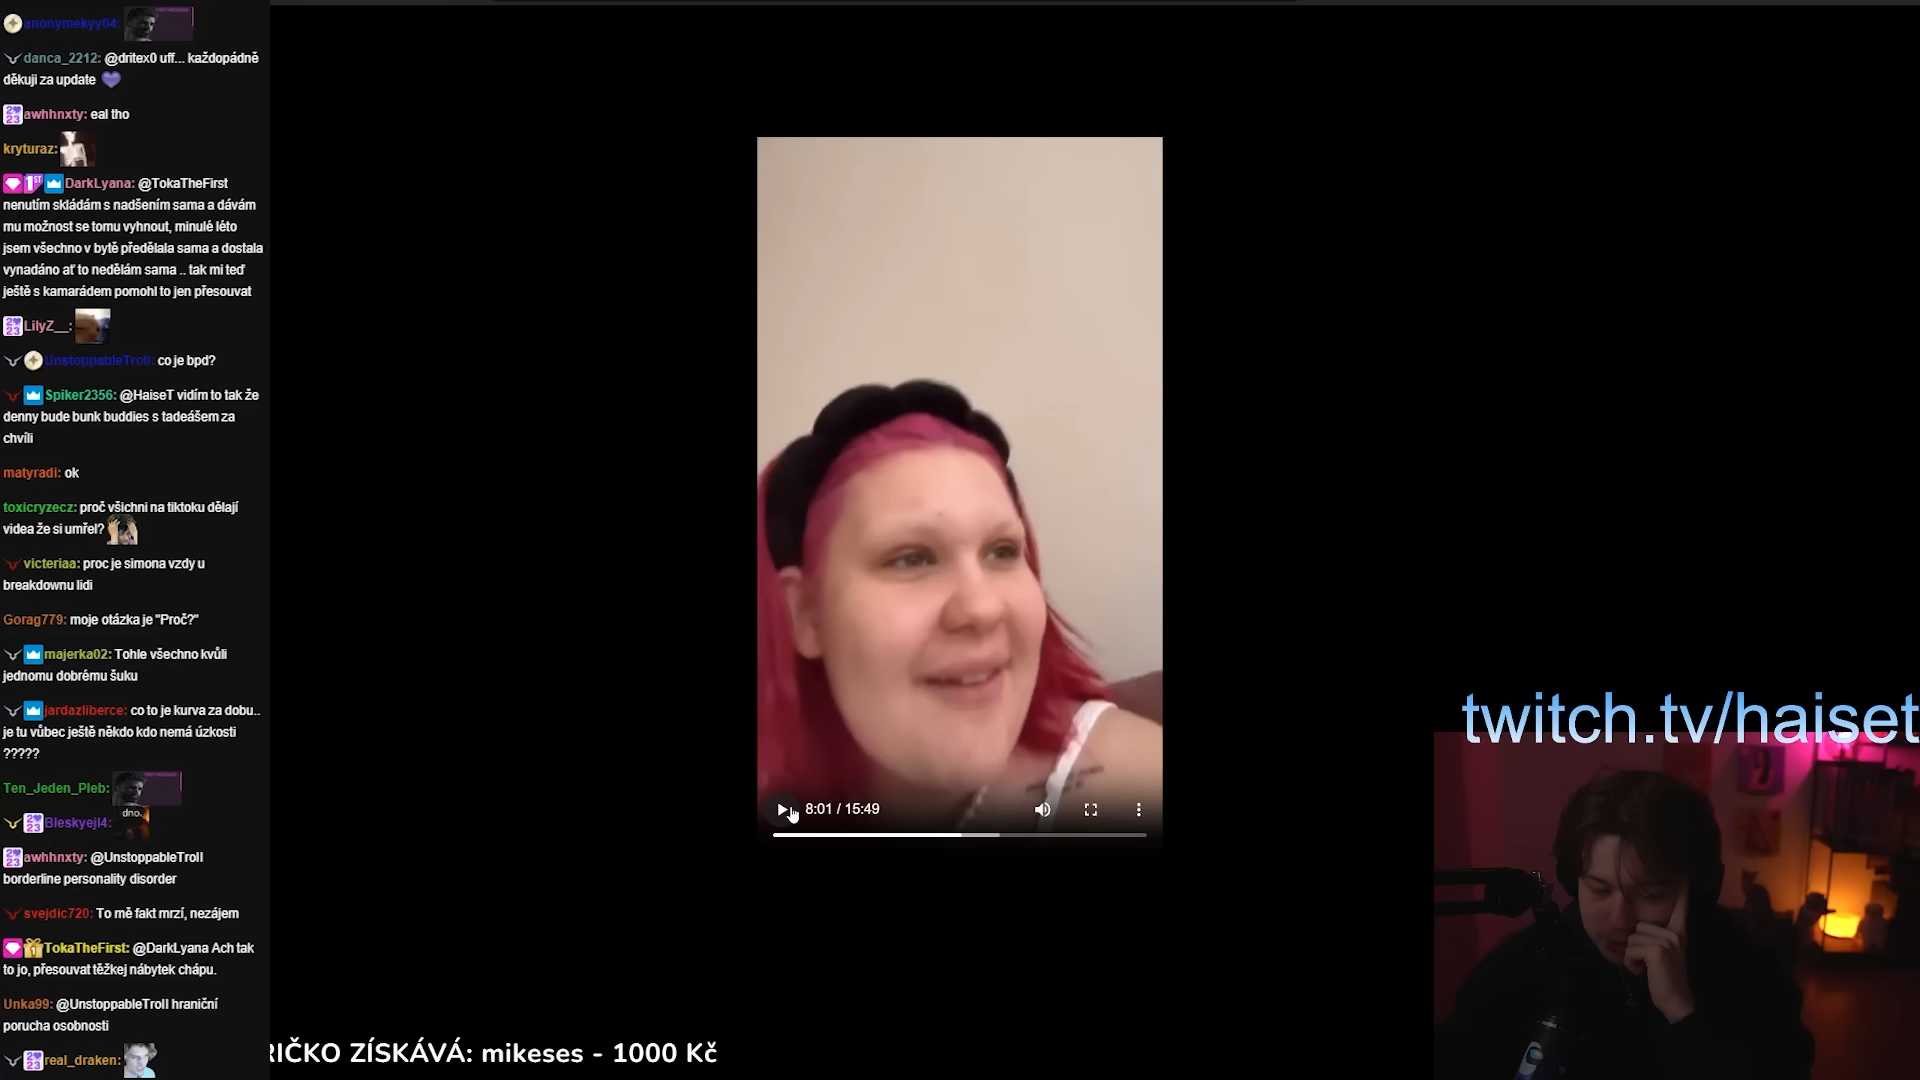 anonymekyy04:
danca_2212: @dritex0 uff... každopádně
děkuji za update
awhhnxty: eal tho
kryturaz:
DarkLyana: @TokaTheFirst
nenutím skládám s nadšením sama a dávám
mu možnost se tomu vyhnout, minulé léto
jsem všechno v bytě předělala sama a dostala
vynadáno ať to nedělám sama .. tak mi teď
ještě s kamarádem pomohl to jen přesouvat
LilyZ__:
UnstoppableTroll: co je bpd?
Spiker2356: @HaiseT vidím to tak že
denny bude bunk buddies s tadeášem za
chvíli
matyradi: ok
toxicryzecz: proč všichni na tiktoku dělají
videa že si umřel?
victeriaa: proc je simona vzdy u
breakdownu lidi
Gorag779: moje otázka je "Proč?"
majerka02: Tohle všechno kvůli
jednomu dobrému šuku
jardazliberce: co to je kurva za dobu..
je tu vůbec ještě někdo kdo nemá úzkosti
?????
Ten_Jeden_Pleb:
dno.
Bleskyejl4:
awhhnxty: @UnstoppableTroll
borderline personality disorder
svejdic720: To mě fakt mrzí, nezájem
TokaTheFirst: @DarkLyana Ach tak
to jo, přesouvat těžkej nábytek chápu.
Unka99: @UnstoppableTroll hraniční
porucha osobnosti
real_draken:
8:01 / 15:49
twitch.tv/haiset
RIČKO ZÍSKÁVÁ: mikeses - 1000 Kč